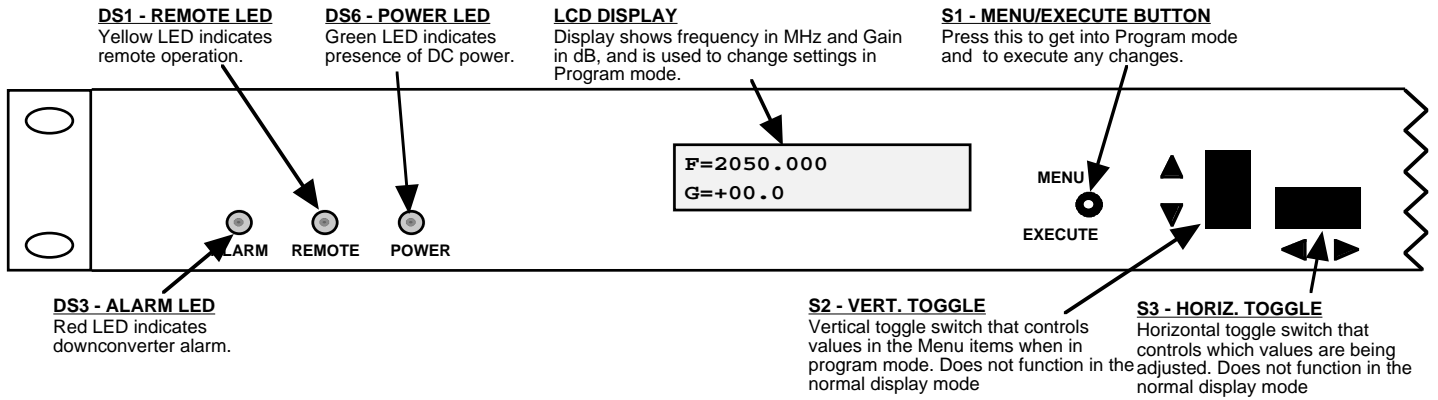 DS1 - REMOTE LED
Yellow LED indicates
remote operation.
DS6 - POWER LED
Green LED indicates
presence of DC power.
LCD DISPLAY
Display shows frequency in MHz and Gain
in dB, and is used to change settings in
Program mode.
S1 - MENU/EXECUTE BUTTON
Press this to get into Program mode
and to execute any changes.
F=2050.000
G=+00.0
MENU
EXECUTE
ALARM
REMOTE
POWER
DS3 - ALARM LED
Red LED indicates
downconverter alarm.
S2 - VERT. TOGGLE
Vertical toggle switch that controls
values in the Menu items when in
program mode. Does not function in the
normal display mode
S3 - HORIZ. TOGGLE
Horizontal toggle switch that
controls which values are being
adjusted. Does not function in the
normal display mode